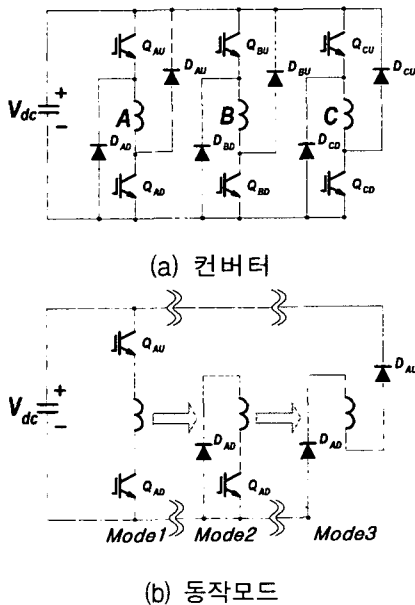 Q_AU D_AU Q_BU D_BU Q_CU D_CU
V_dc + - A B C
D_AD D_BD D_CD
Q_AD Q_BD Q_CD
(a) 컨버터
Q_AU D_AU
V_dc + -
D_AD D_AD
Q_AD Q_AD
Mode1 Mode2 Mode3
(b) 동작모드